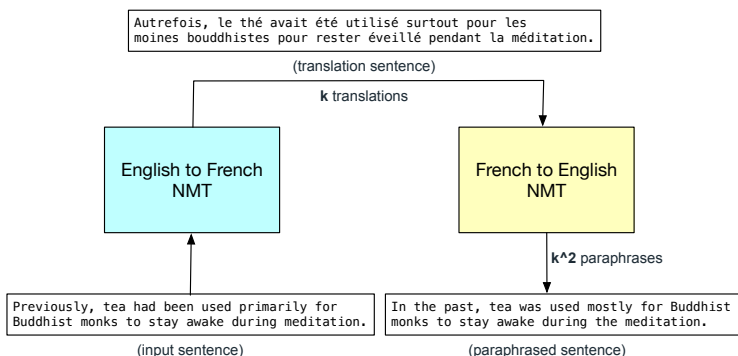 Autrefois, le thé avait été utilisé surtout pour les
moines bouddhistes pour rester éveillé pendant la méditation.
(translation sentence)
k translations
English to French
NMT
French to English
NMT
k^2 paraphrases
Previously, tea had been used primarily for
Buddhist monks to stay awake during meditation.
(input sentence)
In the past, tea was used mostly for Buddhist
monks to stay awake during the meditation.
(paraphrased sentence)